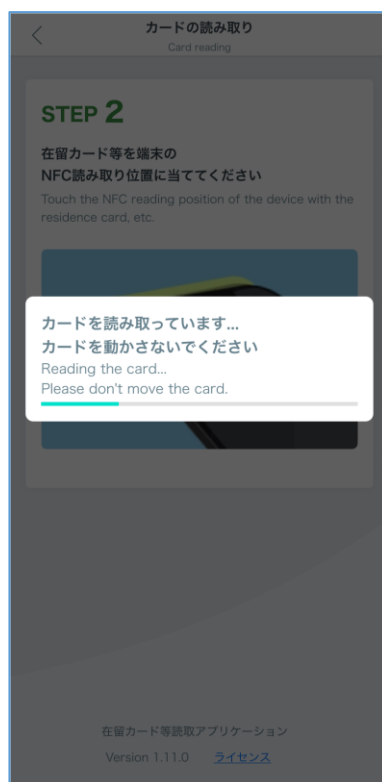 カードの読み取り
Card reading
STEP 2
在留カード等を端末の
NFC読み取り位置に当ててください
Touch the NFC reading position of the device with the
residence card, etc.
カードを読み取っています...
カードを動かさないでください
Reading the card...
Please don't move the card.
在留カード等読取アプリケーション
Version 1.11.0 ライセンス